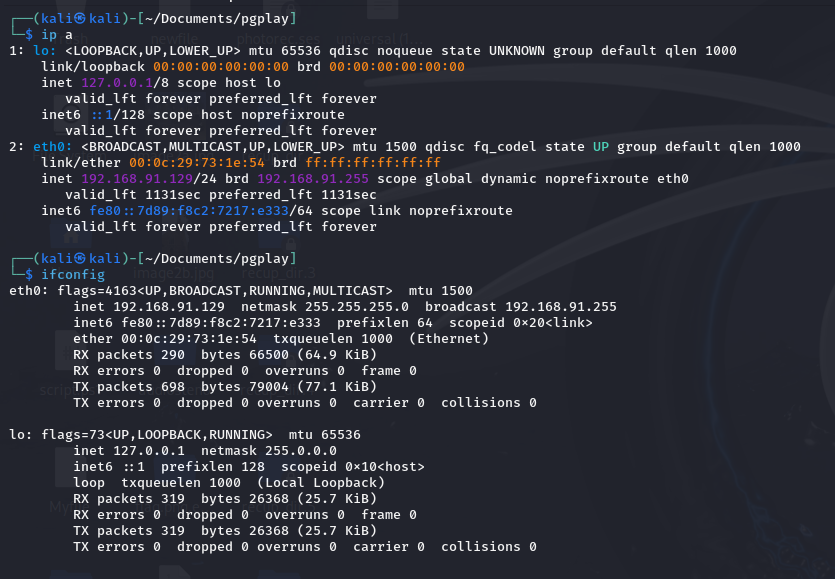 ┌──(kali㉿kali)-[~/Documents/pgplay]
└─$ ip a
1: lo: <LOOPBACK,UP,LOWER_UP> mtu 65536 qdisc noqueue state UNKNOWN group default qlen 1000
    link/loopback 00:00:00:00:00:00 brd 00:00:00:00:00:00
    inet 127.0.0.1/8 scope host lo
       valid_lft forever preferred_lft forever
    inet6 ::1/128 scope host noprefixroute
       valid_lft forever preferred_lft forever
2: eth0: <BROADCAST,MULTICAST,UP,LOWER_UP> mtu 1500 qdisc fq_codel state UP group default qlen 1000
    link/ether 00:0c:29:73:1e:54 brd ff:ff:ff:ff:ff:ff
    inet 192.168.91.129/24 brd 192.168.91.255 scope global dynamic noprefixroute eth0
       valid_lft 1131sec preferred_lft 1131sec
    inet6 fe80::7d89:f8c2:7217:e333/64 scope link noprefixroute
       valid_lft forever preferred_lft forever
┌──(kali㉿kali)-[~/Documents/pgplay]
└─$ ifconfig
eth0: flags=4163<UP,BROADCAST,RUNNING,MULTICAST>  mtu 1500
        inet 192.168.91.129  netmask 255.255.255.0  broadcast 192.168.91.255
        inet6 fe80::7d89:f8c2:7217:e333  prefixlen 64  scopeid 0x20<link>
        ether 00:0c:29:73:1e:54  txqueuelen 1000  (Ethernet)
        RX packets 290  bytes 66500 (64.9 KiB)
        RX errors 0  dropped 0  overruns 0  frame 0
        TX packets 698  bytes 79004 (77.1 KiB)
        TX errors 0  dropped 0 overruns 0  carrier 0  collisions 0
lo: flags=73<UP,LOOPBACK,RUNNING>  mtu 65536
        inet 127.0.0.1  netmask 255.0.0.0
        inet6 ::1  prefixlen 128  scopeid 0x10<host>
        loop  txqueuelen 1000  (Local Loopback)
        RX packets 319  bytes 26368 (25.7 KiB)
        RX errors 0  dropped 0  overruns 0  frame 0
        TX packets 319  bytes 26368 (25.7 KiB)
        TX errors 0  dropped 0 overruns 0  carrier 0  collisions 0